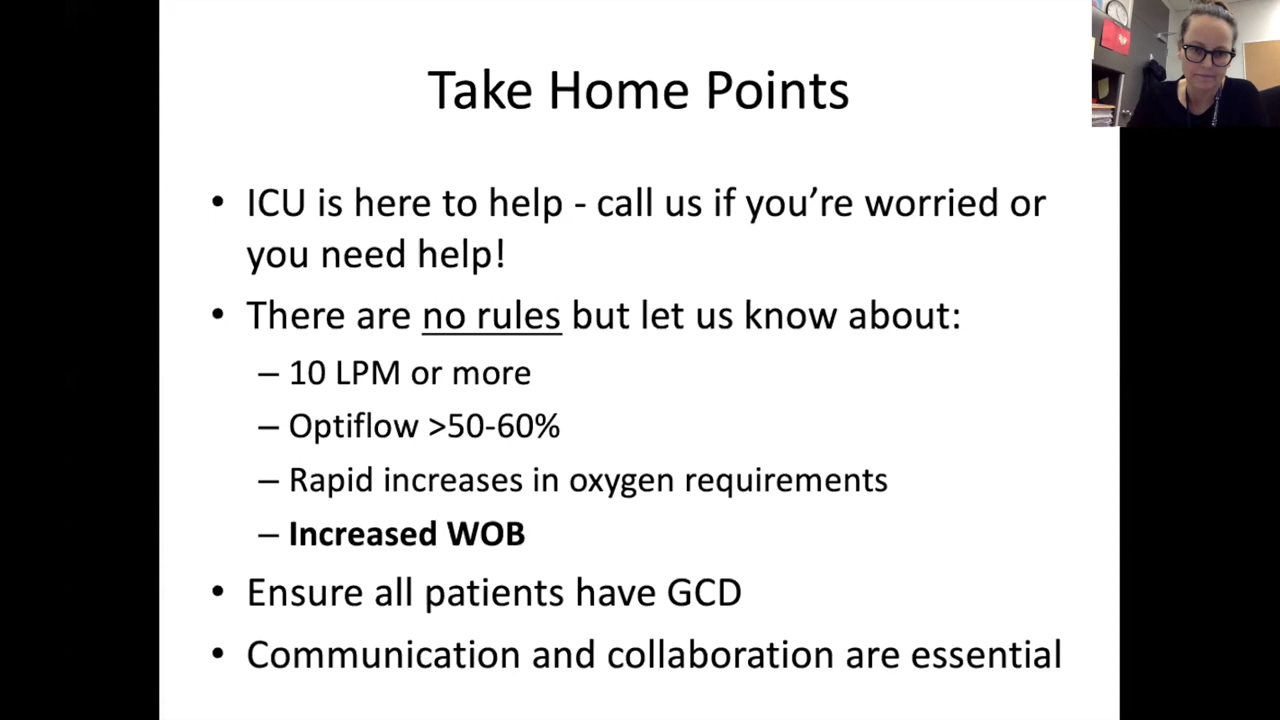 Take Home Points
• ICU is here to help - call us if you're worried or
you need help!
• There are no rules but let us know about:
– 10 LPM or more
– Optiflow >50-60%
– Rapid increases in oxygen requirements
– Increased WOB
• Ensure all patients have GCD
• Communication and collaboration are essential